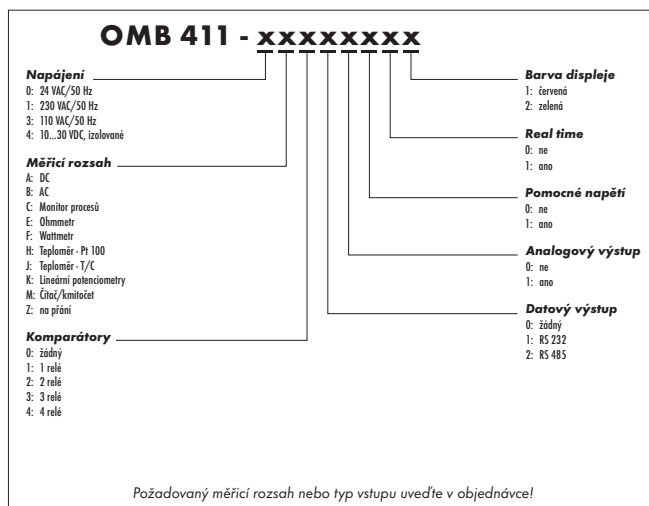 OMB 411 - xxxxxxxx
Napájení
0: 24 VAC/50 Hz
1: 230 VAC/50 Hz
3: 110 VAC/50 Hz
4: 10...30 VDC, izolované
Měřicí rozsah
A: DC
B: AC
C: Monitor procesů
E: Ohmmetr
F: Wattmetr
H: Teploměr - Pt 100
J: Teploměr - T/C
K: Lineární potenciometry
M: Čítač/kmitočet
Z: na přání
Komparátory
0: žádný
1: 1 relé
2: 2 relé
3: 3 relé
4: 4 relé
Barva displeje
1: červená
2: zelená
Real time
0: ne
1: ano
Pomocné napětí
0: ne
1: ano
Analogový výstup
0: ne
1: ano
Datový výstup
0: žádný
1: RS 232
2: RS 485
Požadovaný měřicí rozsah nebo typ vstupu uveďte v objednávce!